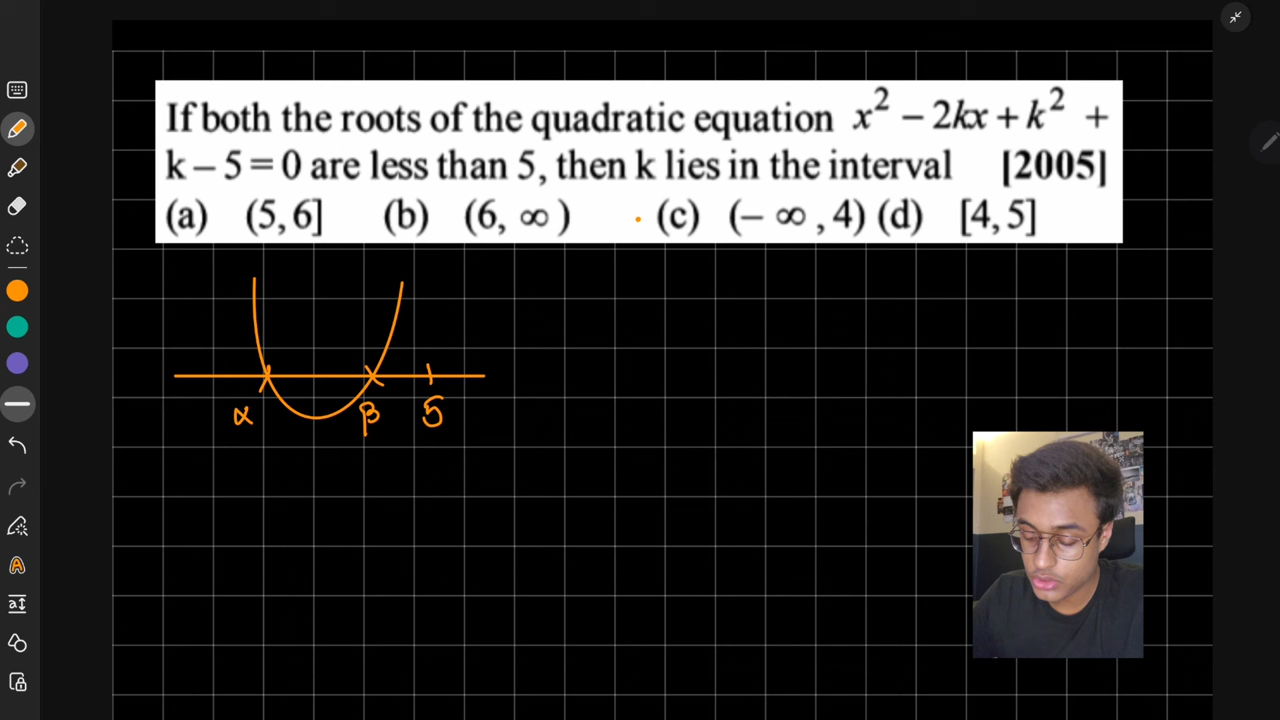 If both the roots of the quadratic equation x² − 2kx + k² +
k – 5 = 0 are less than 5, then k lies in the interval [2005]
(a) (5, 6] (b) (6, ∞) (c) (– ∞, 4) (d) [4, 5]
α β 5